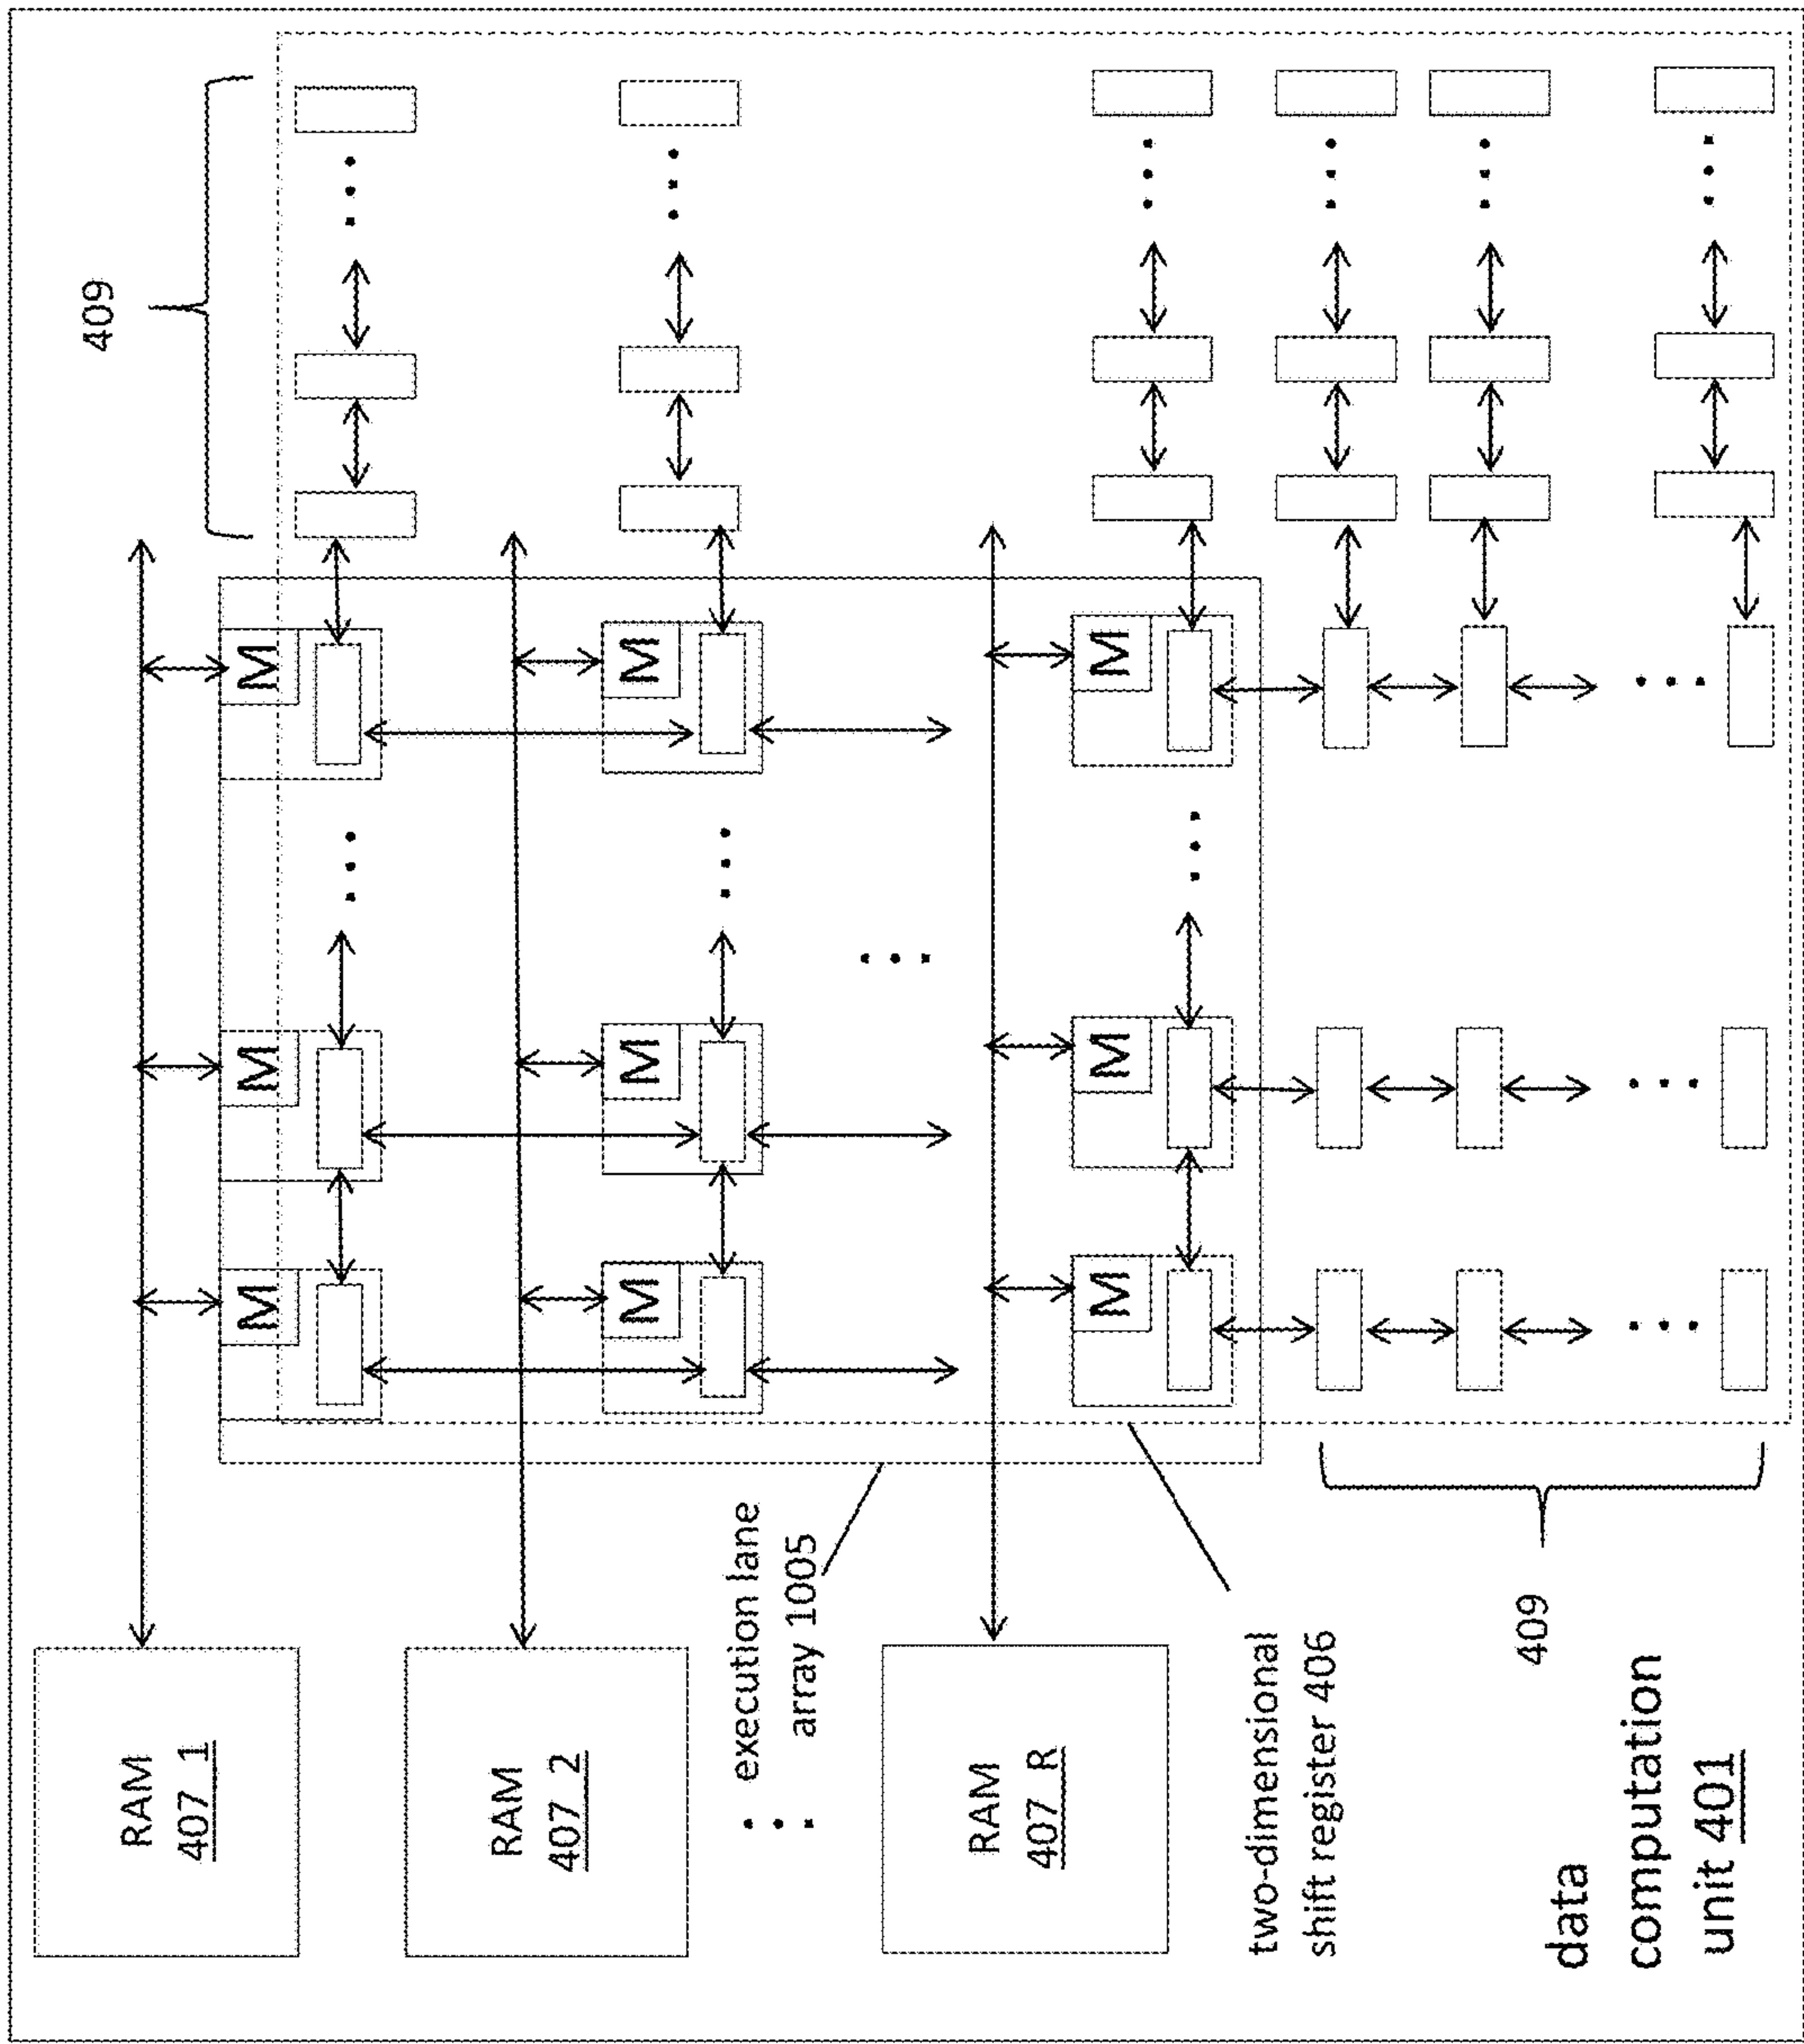 409
RAM
407_1
M
M
M
RAM
407_2
M
M
M
execution lane
array 1005
RAM
407_R
M
M
M
two-dimensional
shift register 406
409
data
computation
unit 401